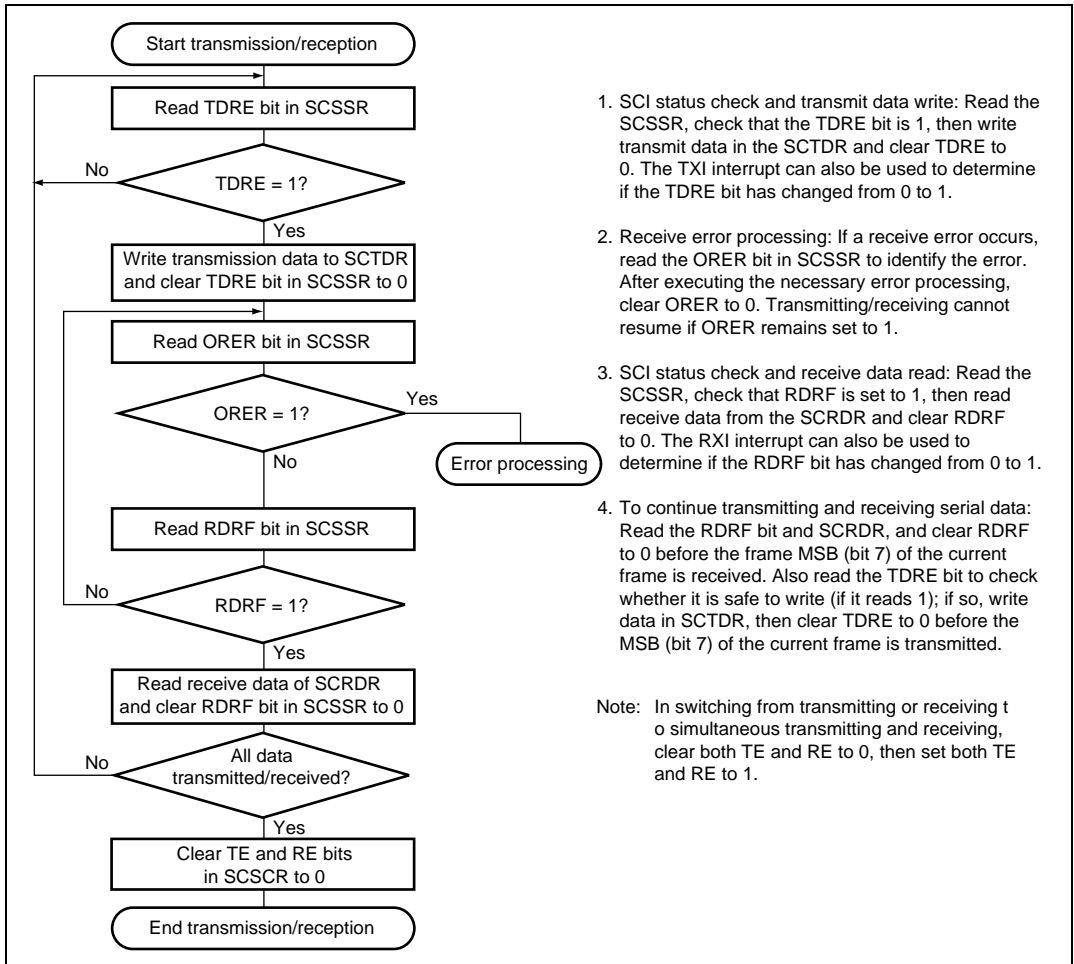 Start transmission/reception
Read TDRE bit in SCSSR
No
TDRE = 1?
Yes
Write transmission data to SCTDR
and clear TDRE bit in SCSSR to 0
Read ORER bit in SCSSR
Yes
ORER = 1?
No
Error processing
Read RDRF bit in SCSSR
No
RDRF = 1?
Yes
Read receive data of SCRDR
and clear RDRF bit in SCSSR to 0
No
All data
transmitted/received?
Yes
Clear TE and RE bits
in SCSCR to 0
End transmission/reception
1. SCI status check and transmit data write: Read the
SCSSR, check that the TDRE bit is 1, then write
transmit data in the SCTDR and clear TDRE to
0. The TXI interrupt can also be used to determine
if the TDRE bit has changed from 0 to 1.
2. Receive error processing: If a receive error occurs,
read the ORER bit in SCSSR to identify the error.
After executing the necessary error processing,
clear ORER to 0. Transmitting/receiving cannot
resume if ORER remains set to 1.
3. SCI status check and receive data read: Read the
SCSSR, check that RDRF is set to 1, then read
receive data from the SCRDR and clear RDRF
to 0. The RXI interrupt can also be used to
determine if the RDRF bit has changed from 0 to 1.
4. To continue transmitting and receiving serial data:
Read the RDRF bit and SCRDR, and clear RDRF
to 0 before the frame MSB (bit 7) of the current
frame is received. Also read the TDRE bit to check
whether it is safe to write (if it reads 1); if so, write
data in SCTDR, then clear TDRE to 0 before the
MSB (bit 7) of the current frame is transmitted.
Note: In switching from transmitting or receiving t
o simultaneous transmitting and receiving,
clear both TE and RE to 0, then set both TE
and RE to 1.